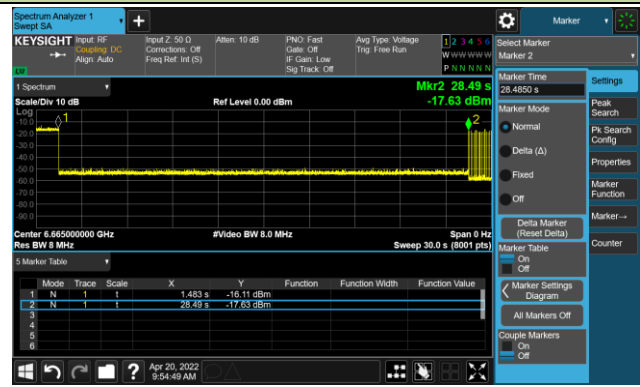 Spectrum Analyzer 1
Swept SA
Marker
KEYSIGHT
Input: RF
Coupling: DC
Align: Auto
Input Z: 50 Ω
Corrections: Off
Freq Ref: Int (S)
Atten: 10 dB
PNO: Fast
Gate: Off
IF Gain: Low
Sig Track: Off
Avg Type: Voltage
Trig: Free Run
1 2 3 4 5 6
W W W W W W
P N N N N N
Select Marker
Marker 2
1 Spectrum
Mkr2 28.49 s
Scale/Div 10 dB
Ref Level 0.00 dBm
-17.63 dBm
Log
-10.0
-20.0
-30.0
-40.0
-50.0
-60.0
-70.0
-80.0
-90.0
1
2
Center 6.665000000 GHz
#Video BW 8.0 MHz
Span 0 Hz
Res BW 8 MHz
Sweep 30.0 s (8001 pts)
5 Marker Table
Mode Trace Scale X Y Function Function Width Function Value
1 N 1 t 1.483 s -16.11 dBm
2 N 1 t 28.49 s -17.63 dBm
3
4
5
6
Marker Time
28.4850 s
Marker Mode
Normal
Delta (Δ)
Fixed
Off
Delta Marker
(Reset Delta)
Marker Table
On
Off
Marker Settings
Diagram
All Markers Off
Couple Markers
On
Off
Settings
Peak
Search
Pk Search
Config
Properties
Marker
Function
Marker→
Counter
?
Apr 20, 2022
9:54:49 AM